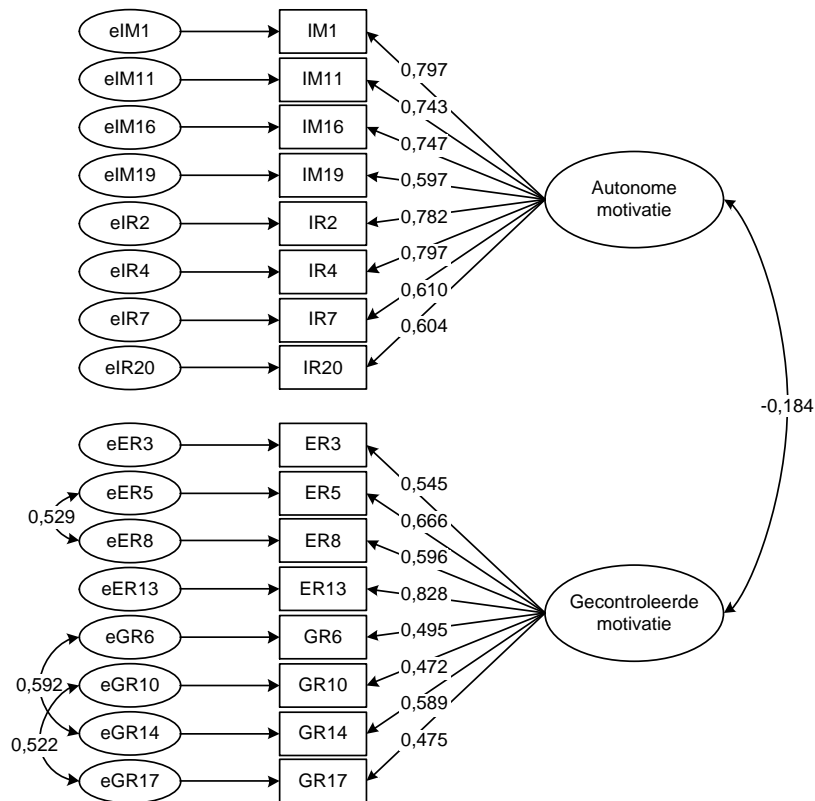 eIM1 IM1
0,797
eIM11 IM11
0,743
eIM16 IM16
0,747
eIM19 IM19
0,597
Autonome
motivatie
eIR2 IR2
0,782
eIR4 IR4
0,797
eIR7 IR7
0,610
eIR20 IR20
0,604
-0,184
eER3 ER3
0,545
eER5 ER5
0,666
0,529
eER8 ER8
0,596
eER13 ER13
0,828
Gecontroleerde
motivatie
eGR6 GR6
0,495
0,592
eGR10 GR10
0,472
eGR14 GR14
0,589
0,522
eGR17 GR17
0,475